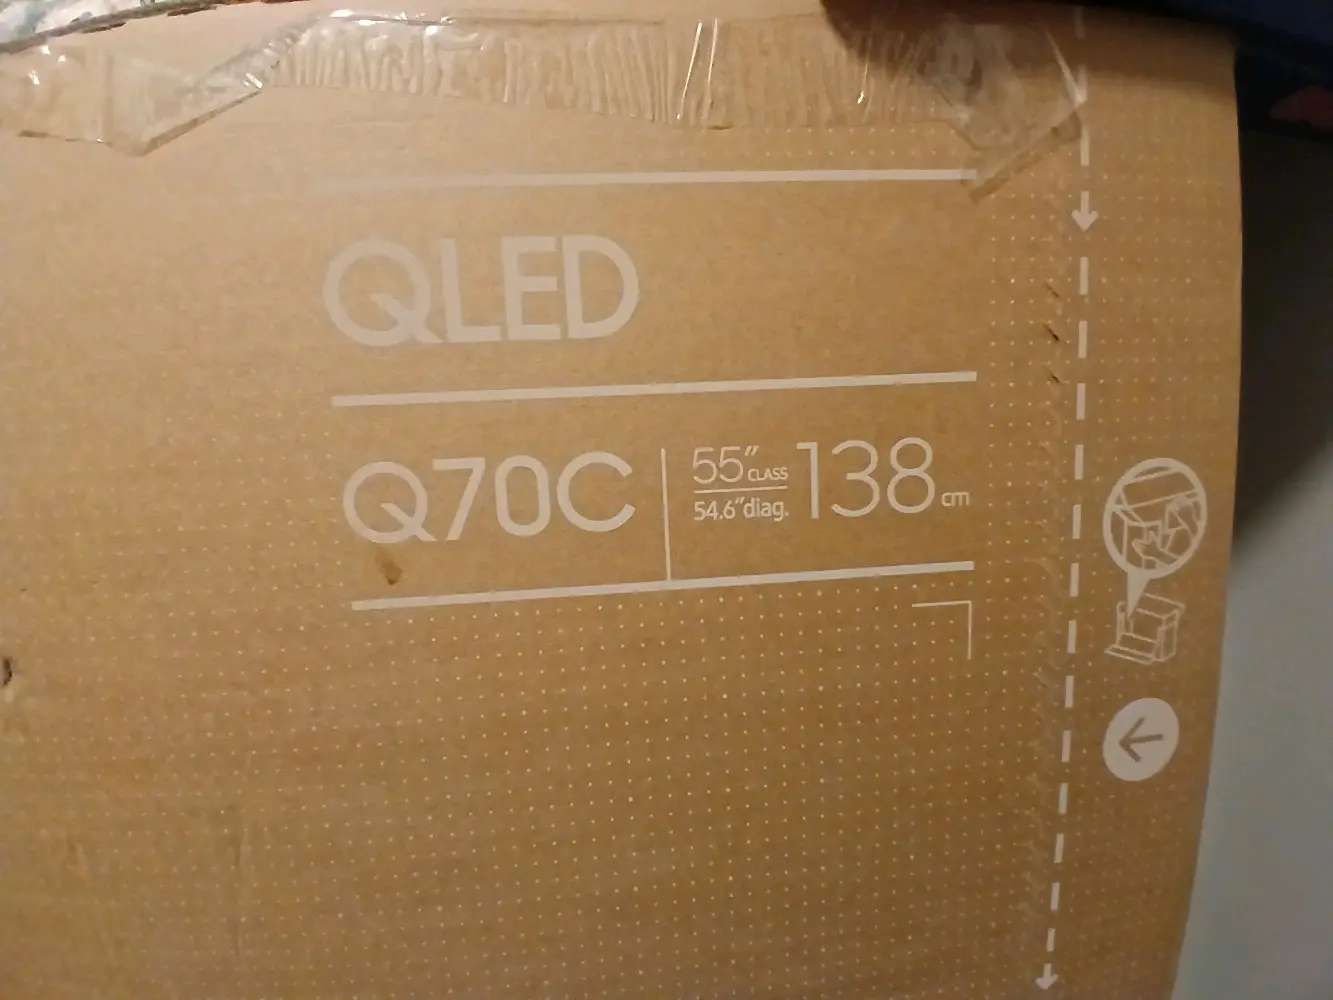 QLED
Q70C
55" CLASS
54.6"diag.
138 cm